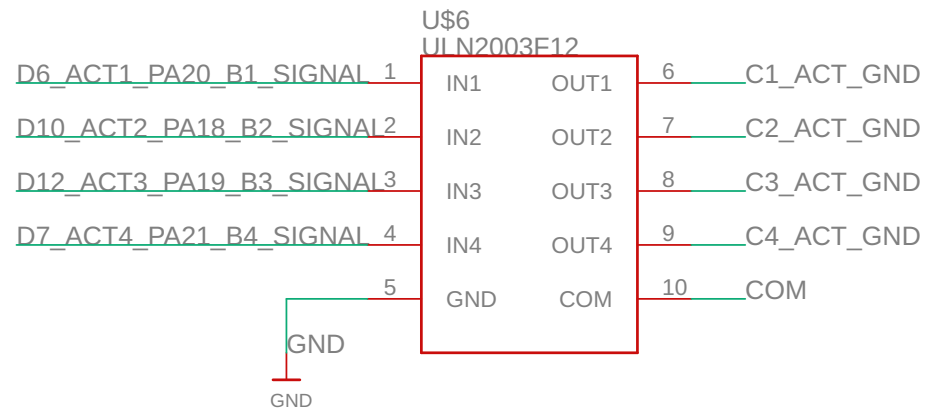 U$6
ULN2003F12
D6_ACT1_PA20_B1_SIGNAL 1 IN1 OUT1 6 C1_ACT_GND
D10_ACT2_PA18_B2_SIGNAL 2 IN2 OUT2 7 C2_ACT_GND
D12_ACT3_PA19_B3_SIGNAL 3 IN3 OUT3 8 C3_ACT_GND
D7_ACT4_PA21_B4_SIGNAL 4 IN4 OUT4 9 C4_ACT_GND
5 GND COM 10 COM
GND
GND